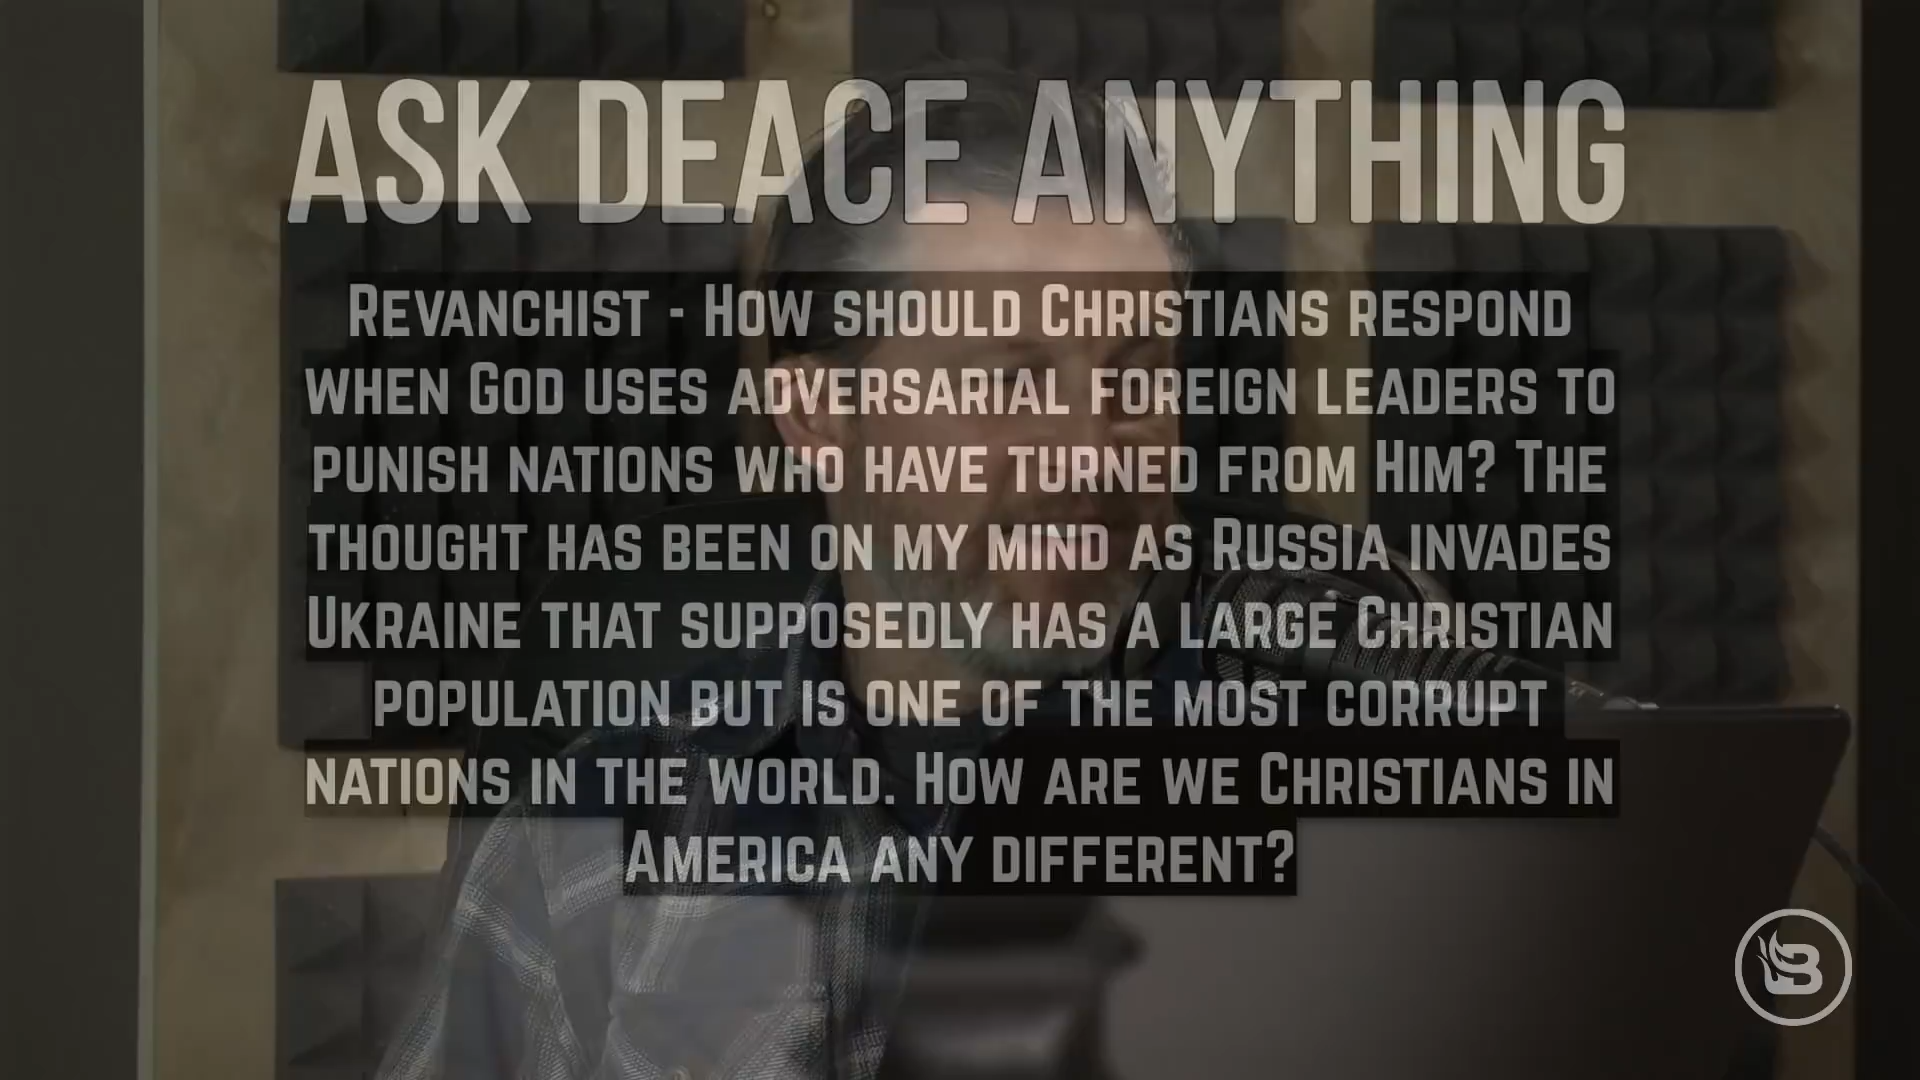 ASK DEACE ANYTHING
REVANCHIST - HOW SHOULD CHRISTIANS RESPOND
WHEN GOD USES ADVERSARIAL FOREIGN LEADERS TO
PUNISH NATIONS WHO HAVE TURNED FROM HIM? THE
THOUGHT HAS BEEN ON MY MIND AS RUSSIA INVADES
UKRAINE THAT SUPPOSEDLY HAS A LARGE CHRISTIAN
POPULATION BUT IS ONE OF THE MOST CORRUPT
NATIONS IN THE WORLD. HOW ARE WE CHRISTIANS IN
AMERICA ANY DIFFERENT?
B